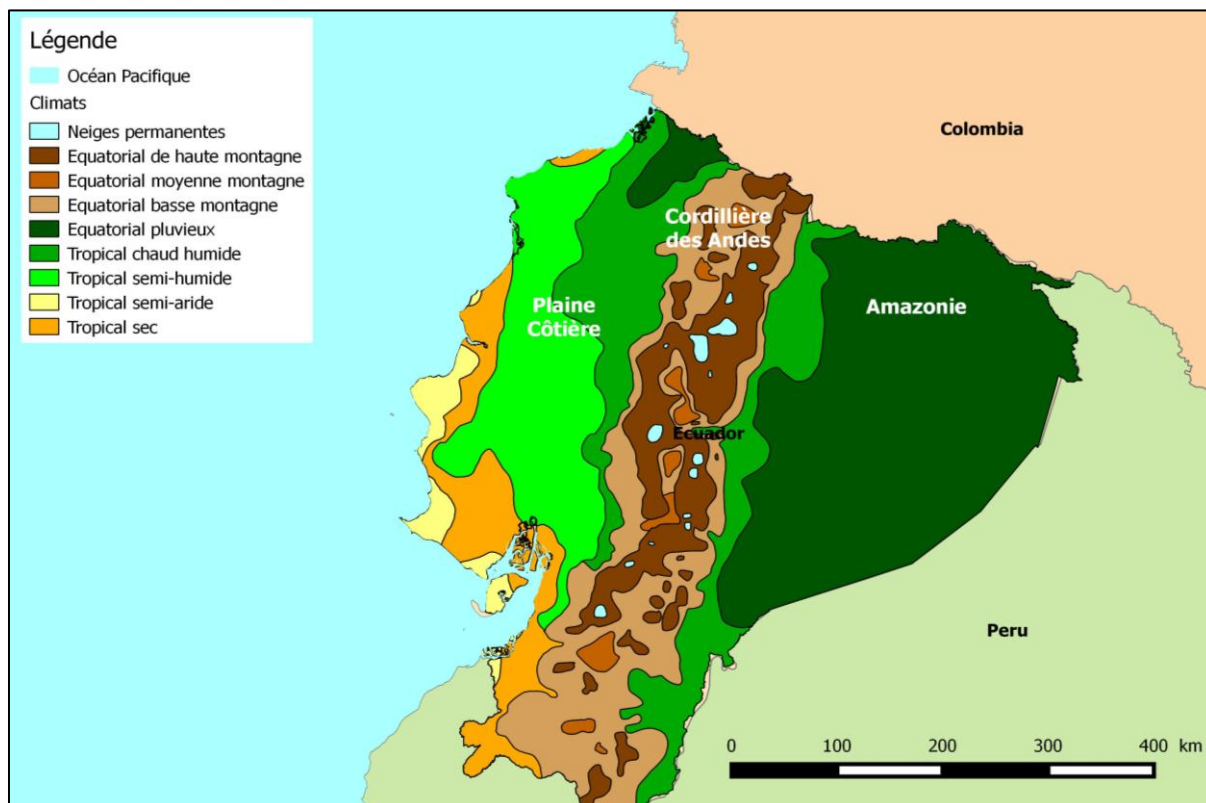 Légende
Océan Pacifique
Climats
Neiges permanentes
Equatorial de haute montagne
Equatorial moyenne montagne
Equatorial basse montagne
Equatorial pluvieux
Tropical chaud humide
Tropical semi-humide
Tropical semi-aride
Tropical sec
Colombia
Cordillière
des Andes
Plaine
Côtière
Amazonie
Ecuador
Peru
0 100 200 300 400 km